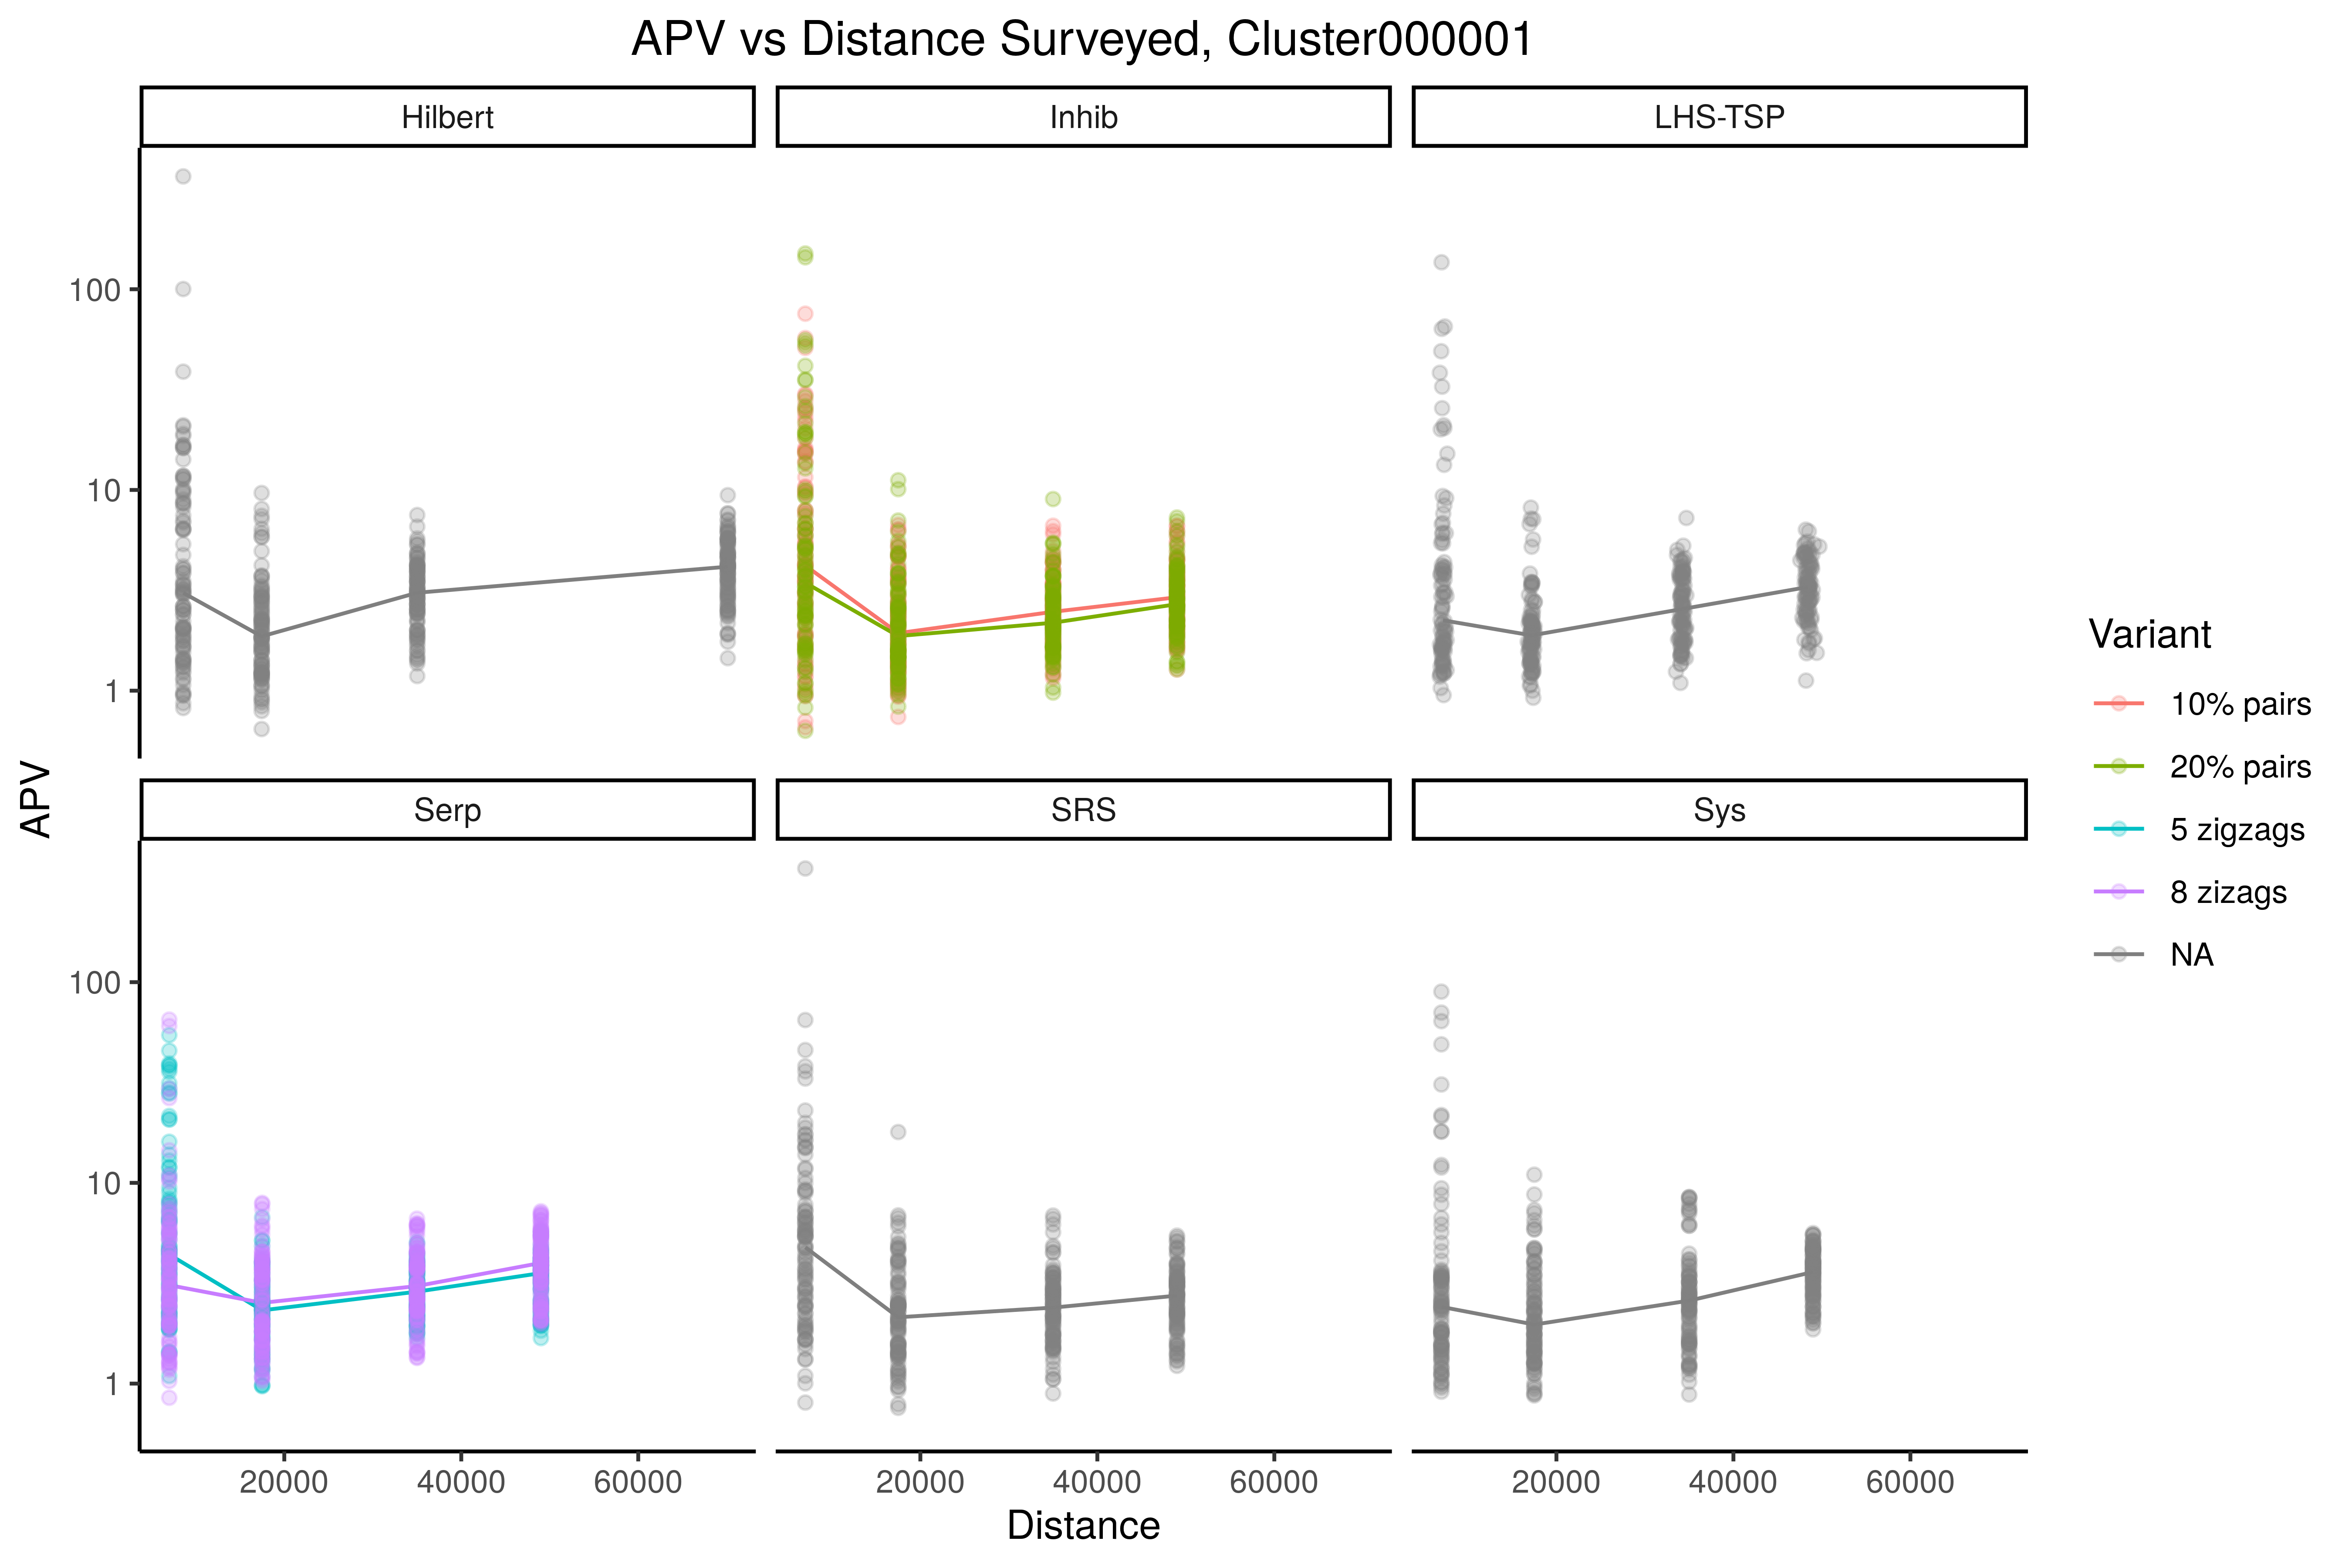 APV vs Distance Surveyed, Cluster000001
Hilbert
Inhib
LHS-TSP
100
10
1
Serp
SRS
Sys
100
10
1
20000 40000 60000
20000 40000 60000
20000 40000 60000
Distance
APV
Variant
10% pairs
20% pairs
5 zigzags
8 zizags
NA